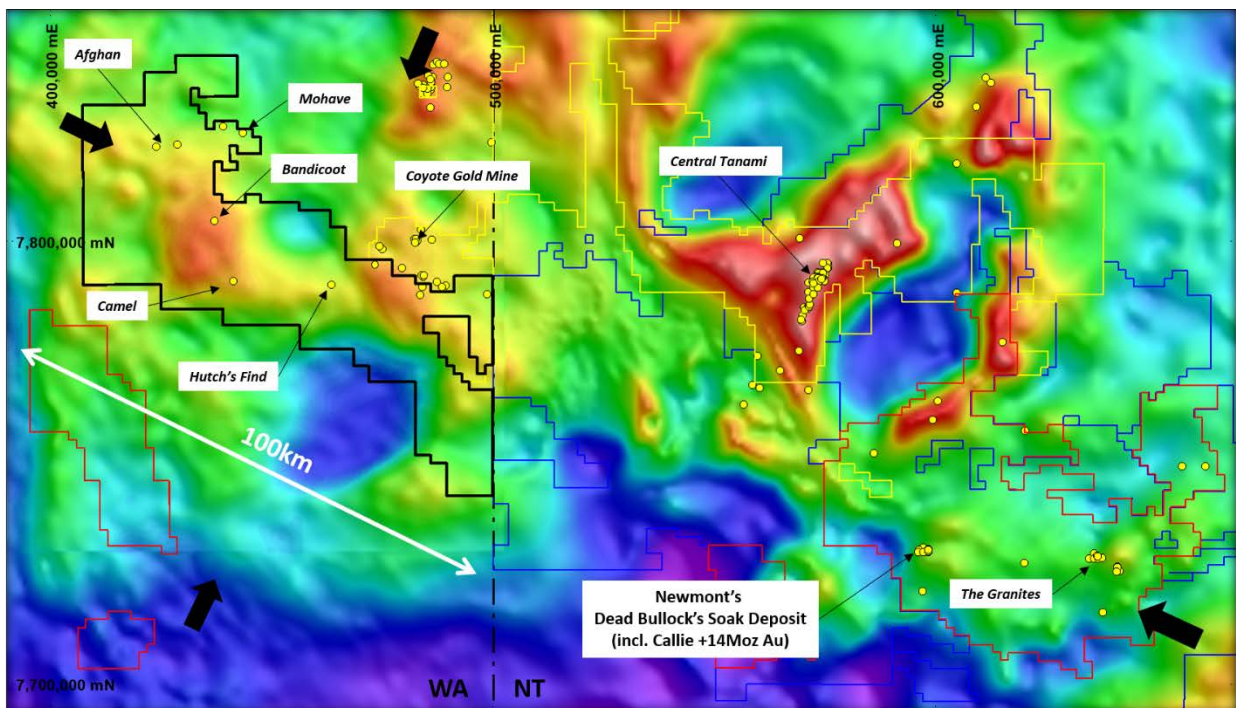 400,000 mE
500,000 mE
600,000 mE
Afghan
Mohave
Bandicoot
Coyote Gold Mine
Central Tanami
7,800,000 mN
Camel
Hutch's Find
100km
Newmont's
Dead Bullock's Soak Deposit
(incl. Callie +14Moz Au)
The Granites
7,700,000 mN
WA
NT